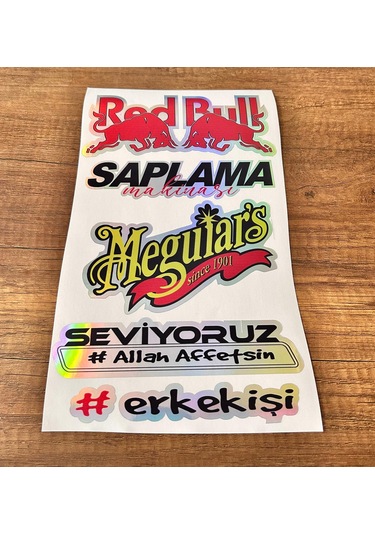 Red Bull
SAPLAMA
makinası
Meguiar's
since 1901
SEVİYORUZ
# Allah Affetsin
# erkekişi